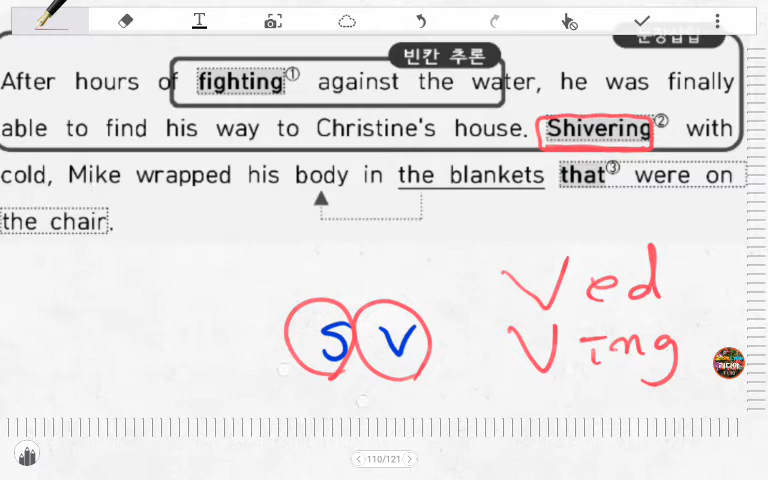 빈칸 추론
After hours of fighting① against the water, he was finally
able to find his way to Christine's house. Shivering② with
cold, Mike wrapped his body in the blankets that③ were on
the chair.
S V
Ved
Ving
110/121